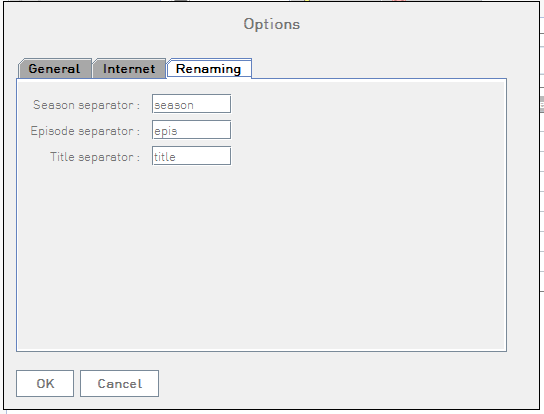 Options
General Internet Renaming
Season separator : season
Episode separator : epis
Title separator : title
OK Cancel